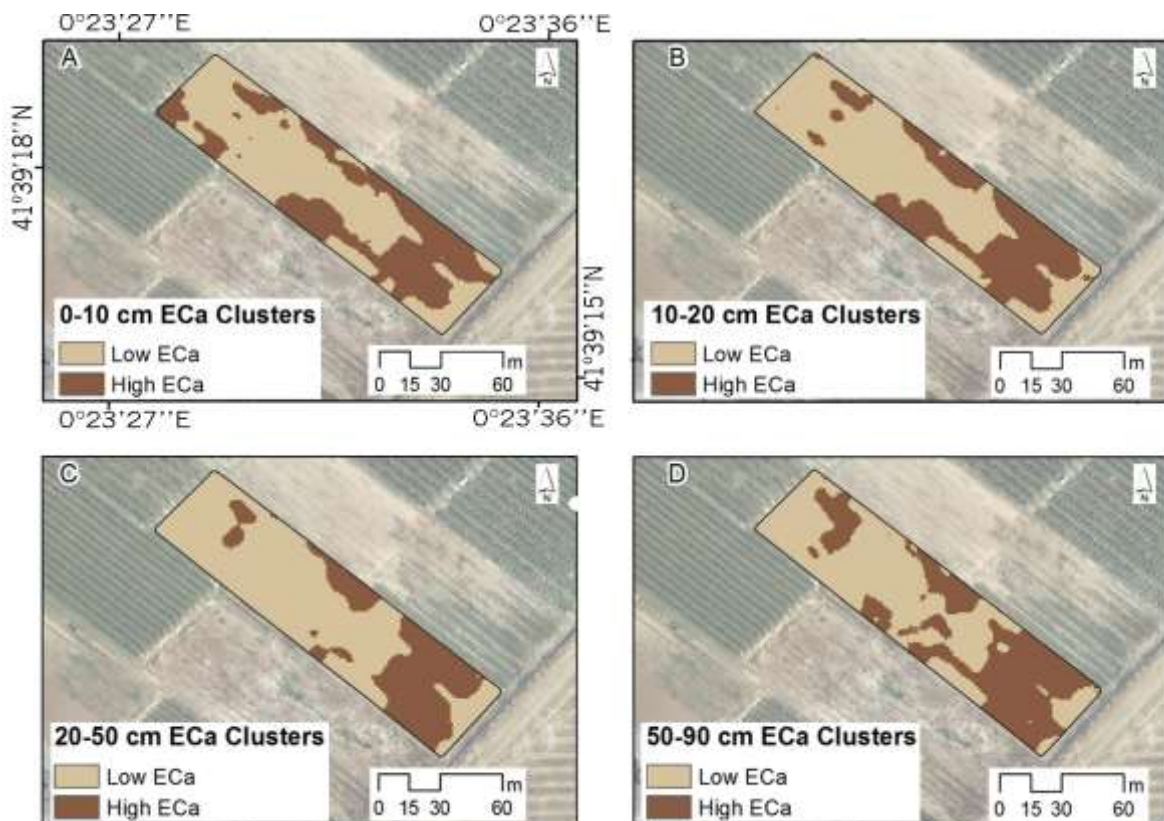 0°23'27''E 0°23'36''E
A
N
41°39'18''N
41°39'15''N
0-10 cm ECa Clusters
Low ECa
High ECa
m
0 15 30 60
0°23'27''E 0°23'36''E
B
N
10-20 cm ECa Clusters
Low ECa
High ECa
m
0 15 30 60
C
N
20-50 cm ECa Clusters
Low ECa
High ECa
m
0 15 30 60
D
N
50-90 cm ECa Clusters
Low ECa
High ECa
m
0 15 30 60